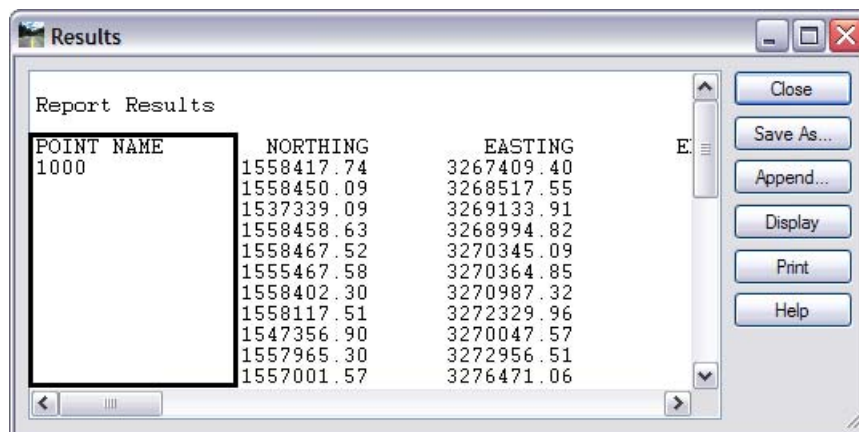 Results
Report Results
POINT NAME NORTHING EASTING
1000 1558417.74 3267409.40
1558450.09 3268517.55
1537339.09 3269133.91
1558458.63 3268994.82
1558467.52 3270345.09
1555467.58 3270364.85
1558402.30 3270987.32
1558117.51 3272329.96
1547356.90 3270047.57
1557965.30 3272956.51
1557001.57 3276471.06
Close
Save As...
Append...
Display
Print
Help